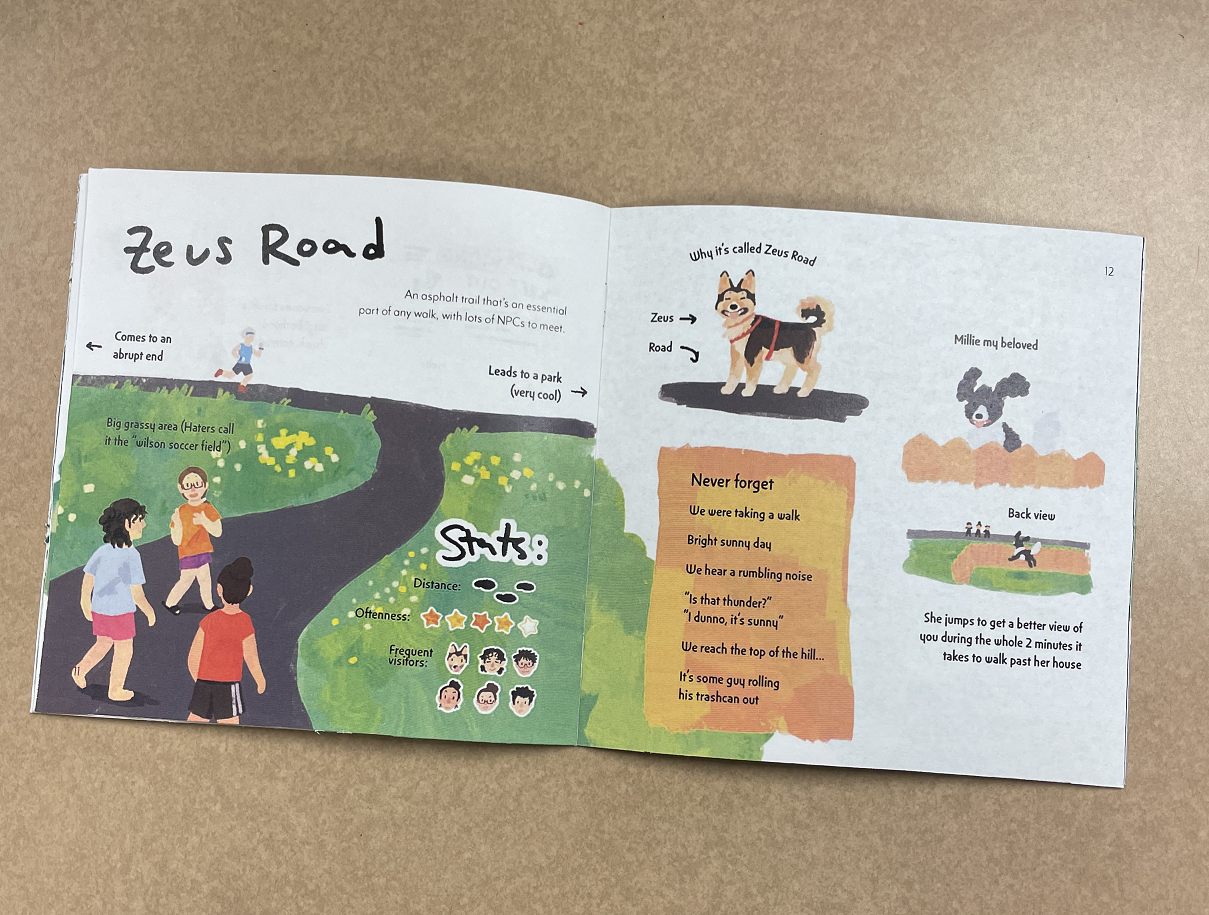 Zeus Road
An asphalt trail that's an essential
part of any walk, with lots of NPCs to meet.
Comes to an
abrupt end
Leads to a park
(very cool)
Big grassy area (Haters call
it the "wilson soccer field")
Stats:
Distance:
Oftenness:
Frequent
visitors:
11
Why it's called Zeus Road
Zeus
Road
Never forget
We were taking a walk
Bright sunny day
We hear a rumbling noise
"Is that thunder?"
"I dunno, it's sunny"
We reach the top of the hill...
It's some guy rolling
his trashcan out
12
Millie my beloved
Back view
She jumps to get a better view of
you during the whole 2 minutes it
takes to walk past her house